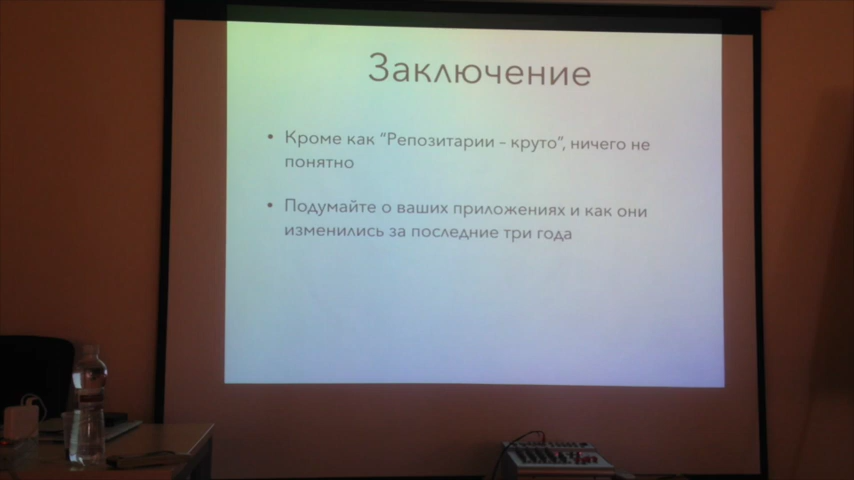 Заключение
• Кроме как “Репозитарии – круто”, ничего не
понятно
• Подумайте о ваших приложениях и как они
изменились за последние три года